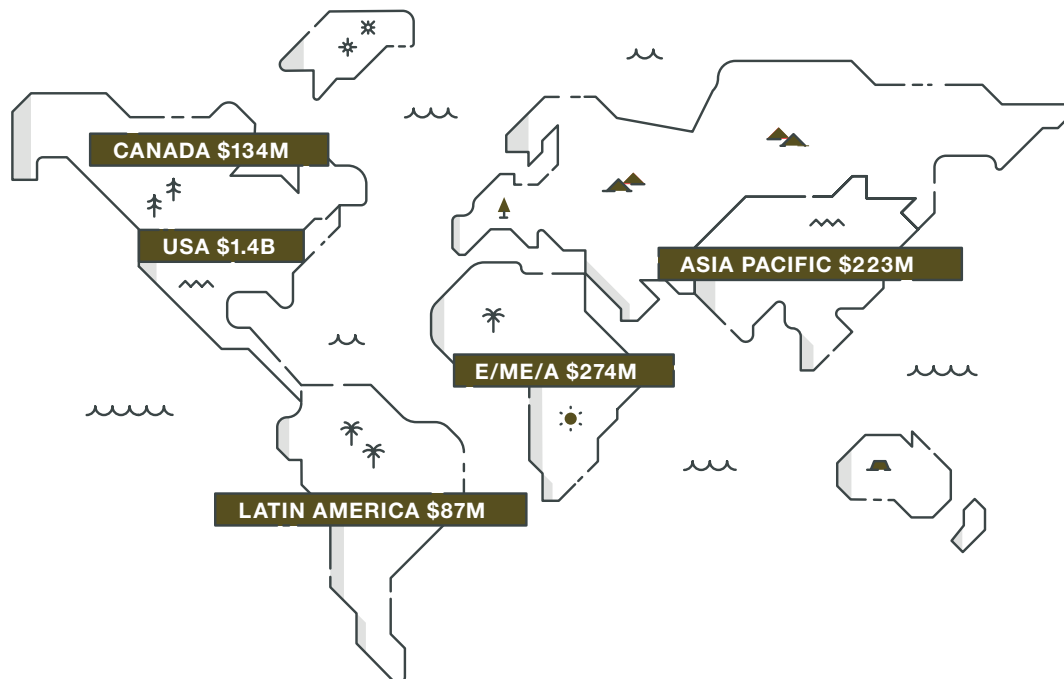 CANADA $134M
USA $1.4B
ASIA PACIFIC $223M
E/ME/A $274M
LATIN AMERICA $87M